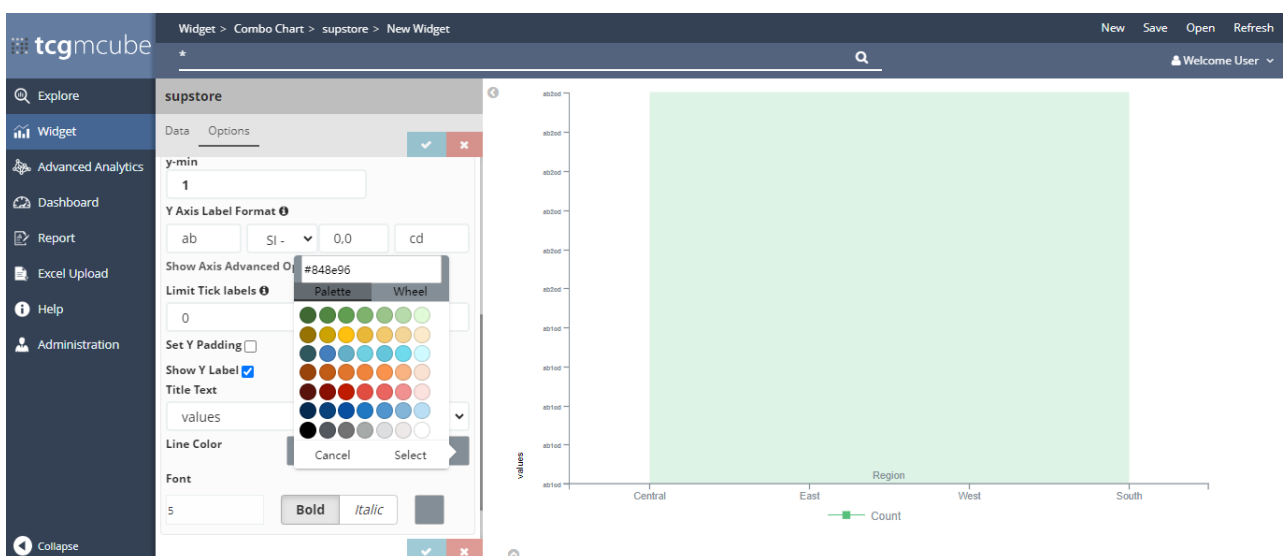 tcgmcube
Widget > Combo Chart > supstore > New Widget
New Save Open Refresh
*
Welcome User
Explore
Widget
Advanced Analytics
Dashboard
Report
Excel Upload
Help
Administration
Collapse
supstore
Data Options
y-min
1
Y Axis Label Format
ab SI - 0,0 cd
Show Axis Advanced O
#848e96
Limit Tick labels
Palette Wheel
0
Set Y Padding
Show Y Label
Title Text
values
Line Color
Cancel Select
Font
5 Bold Italic
ab2cd
ab2cd
ab2cd
ab2cd
ab2cd
ab2cd
ab1cd
ab1cd
ab1cd
ab1cd
ab1cd
values
Region
Central East West South
Count